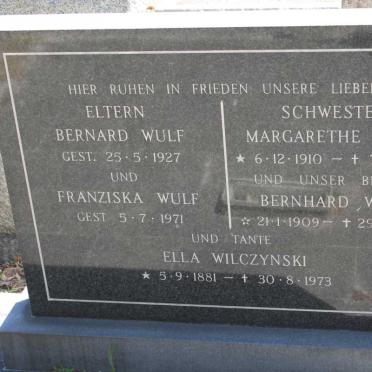 HIER RUHEN IN FRIEDEN UNSERE LIEBEN
ELTERN
BERNARD WULF
GEST. 25·5·1927
UND
FRANZISKA WULF
GEST 5·7·1971
SCHWESTE
MARGARETHE
★ 6·12·1910 – ✝
UND UNSER B
BERNHARD W
☆ 21·1·1909 – ✝ 29
UND TANTE
ELLA WILCZYNSKI
★ 5·9·1881 – ✝ 30·8·1973